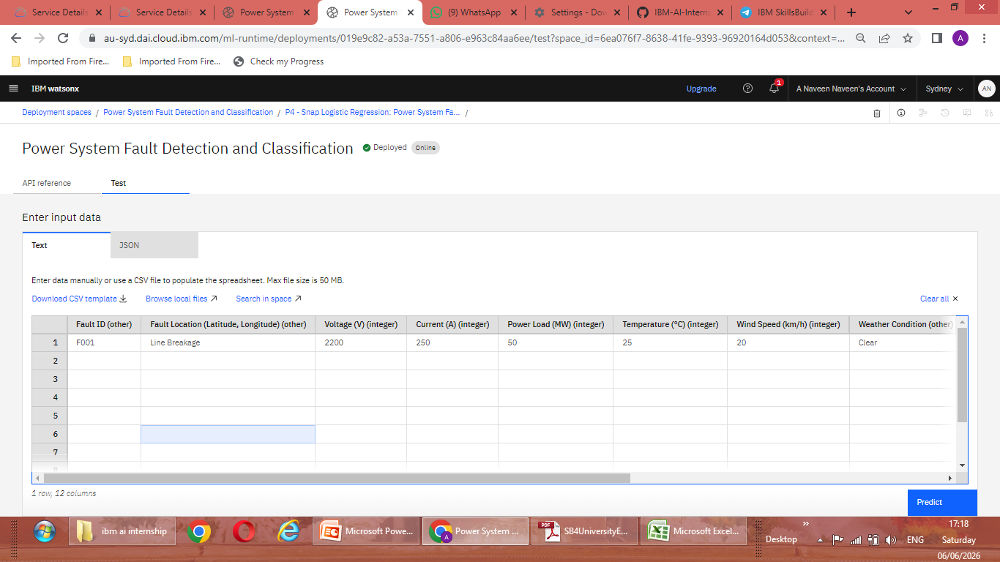 Service Details
Service Details
Power System
Power System
(9) WhatsApp
Settings - Dow
IBM-AI-Interns
IBM SkillsBuild
au-syd.dai.cloud.ibm.com/ml-runtime/deployments/019e9c82-a53a-7551-a806-e963c84aa6ee/test?space_id=6ea076f7-8638-41fe-9393-96920164d053&context=...
A
Imported From Fire...
Imported From Fire...
Check my Progress
IBM watsonx
Upgrade
1
A Naveen Naveen's Account
Sydney
AN
Deployment spaces / Power System Fault Detection and Classification / P4 - Snap Logistic Regression: Power System Fa... /
Power System Fault Detection and Classification
Deployed
Online
API reference
Test
Enter input data
Text
JSON
Enter data manually or use a CSV file to populate the spreadsheet. Max file size is 50 MB.
Download CSV template
Browse local files
Search in space
Clear all
Fault ID (other) Fault Location (Latitude, Longitude) (other) Voltage (V) (integer) Current (A) (integer) Power Load (MW) (integer) Temperature (°C) (integer) Wind Speed (km/h) (integer) Weather Condition (other)
1 F001 Line Breakage 2200 250 50 25 20 Clear
2
3
4
5
6
7
8
1 row, 12 columns
Predict
ibm ai internship
Microsoft Powe...
A
Power System ...
PDF
SB4UniversityE...
Microsoft Excel...
Desktop
ENG
17:18
Saturday
06/06/2026